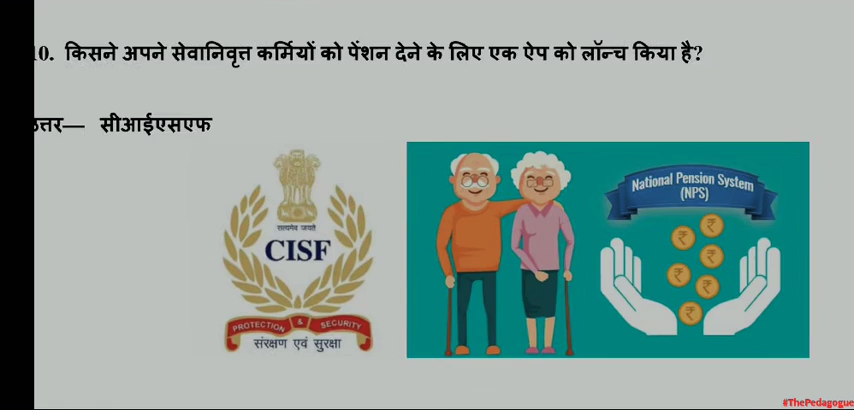 10. किसने अपने सेवानिवृत्त कर्मियों को पेंशन देने के लिए एक ऐप को लॉन्च किया है?
उत्तर— सीआईएसएफ
सत्यमेव जयते
CISF
PROTECTION & SECURITY
संरक्षण एवं सुरक्षा
National Pension System
(NPS)
#ThePedagogue